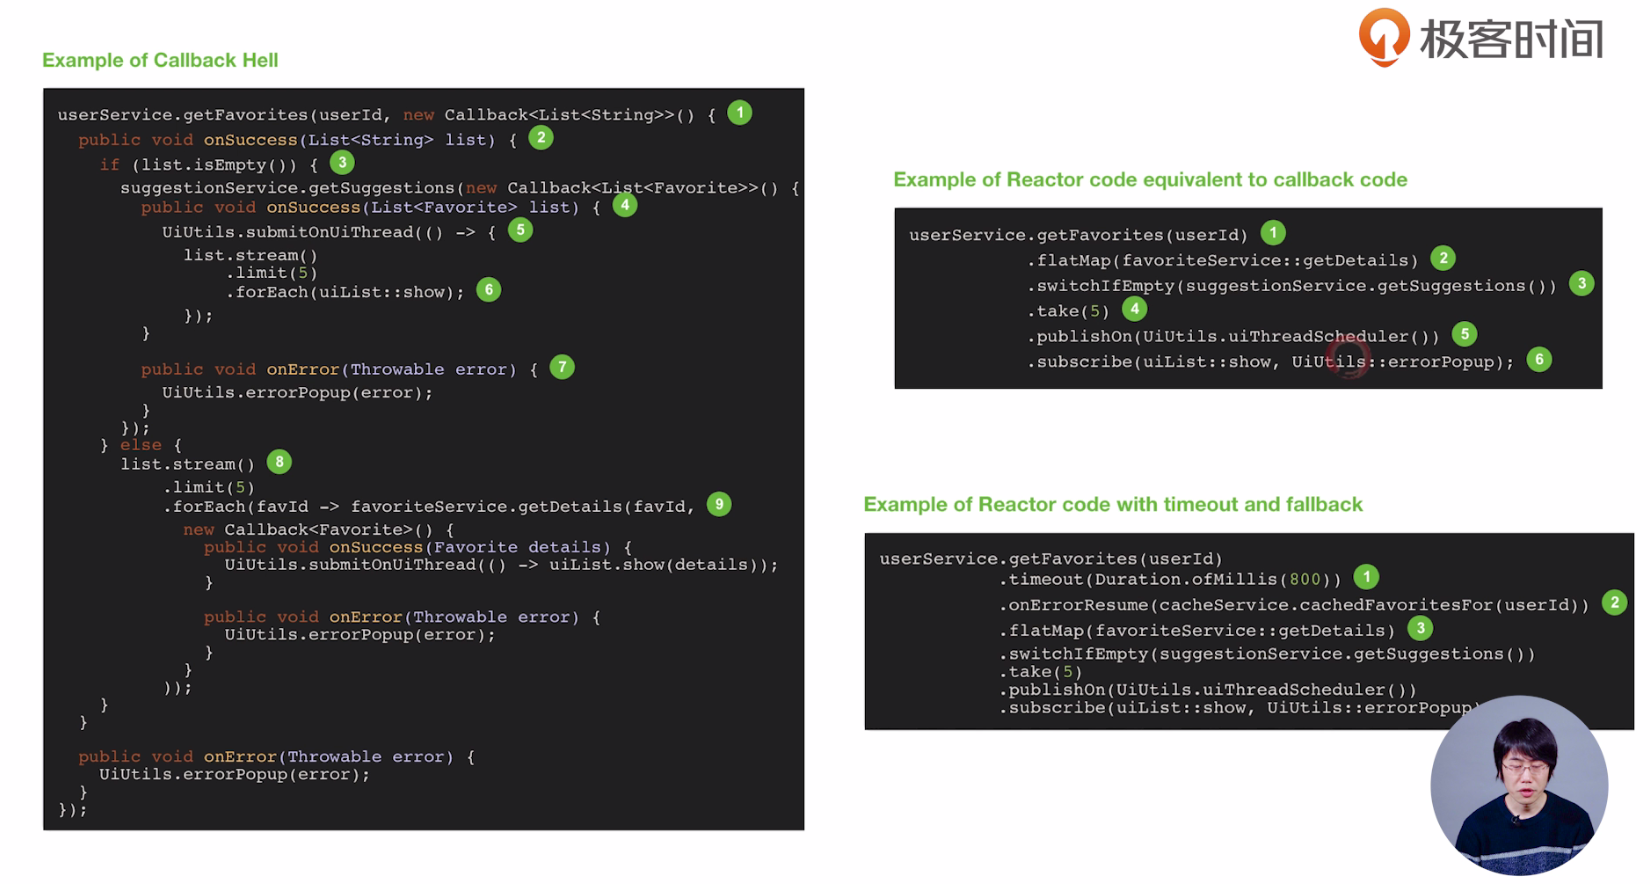 极客时间
Example of Callback Hell
userService.getFavorites(userId, new Callback<List<String>>() { 1
public void onSuccess(List<String> list) { 2
if (list.isEmpty()) { 3
suggestionService.getSuggestions(new Callback<List<Favorite>>() {
public void onSuccess(List<Favorite> list) { 4
UiUtils.submitOnUiThread(() -> { 5
list.stream()
.limit(5)
.forEach(uiList::show); 6
});
}
public void onError(Throwable error) { 7
UiUtils.errorPopup(error);
}
});
} else {
list.stream() 8
.limit(5)
.forEach(favId -> favoriteService.getDetails(favId, 9
new Callback<Favorite>() {
public void onSuccess(Favorite details) {
UiUtils.submitOnUiThread(() -> uiList.show(details));
}
public void onError(Throwable error) {
UiUtils.errorPopup(error);
}
}
));
}
}
public void onError(Throwable error) {
UiUtils.errorPopup(error);
}
});
Example of Reactor code equivalent to callback code
userService.getFavorites(userId) 1
.flatMap(favoriteService::getDetails) 2
.switchIfEmpty(suggestionService.getSuggestions()) 3
.take(5) 4
.publishOn(UiUtils.uiThreadScheduler()) 5
.subscribe(uiList::show, UiUtils::errorPopup); 6
Example of Reactor code with timeout and fallback
userService.getFavorites(userId)
.timeout(Duration.ofMillis(800)) 1
.onErrorResume(cacheService.cachedFavoritesFor(userId)) 2
.flatMap(favoriteService::getDetails) 3
.switchIfEmpty(suggestionService.getSuggestions())
.take(5)
.publishOn(UiUtils.uiThreadScheduler())
.subscribe(uiList::show, UiUtils::errorPopup)